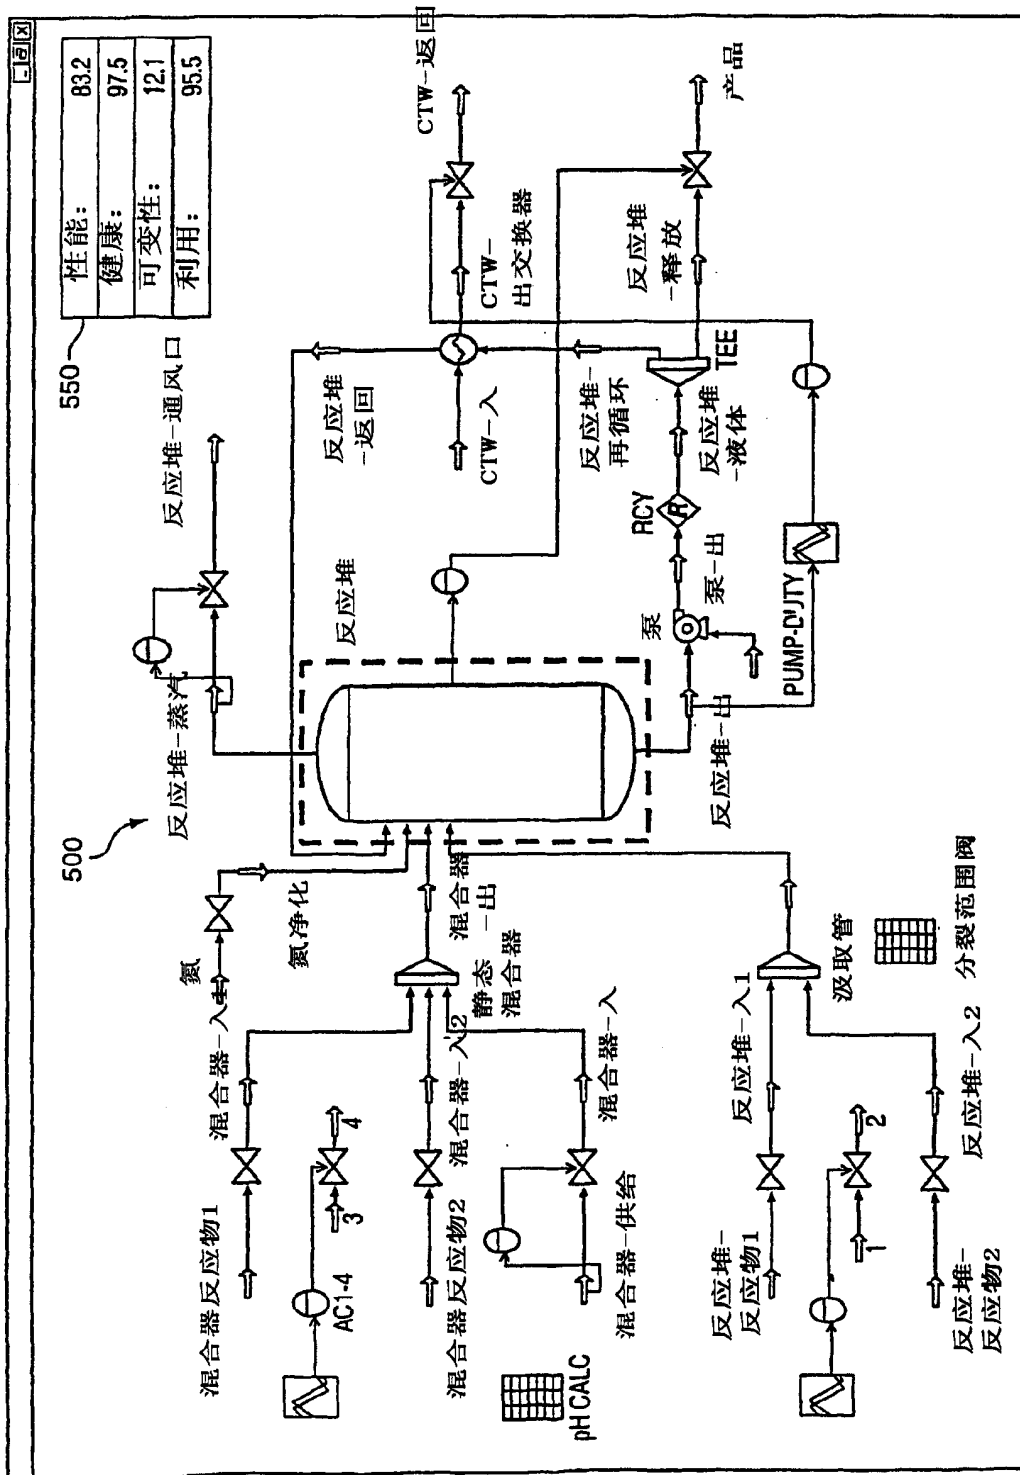 550
性能: 83.2
健康: 97.5
可变性: 12.1
利用: 95.5
500
反应堆-蒸汽
反应堆-通风口
氮
氮净化
混合器反应物1
混合器-入1
AC1-4
3
4
混合器反应物2
混合器-入2
静态
混合器
混合器
-出
混合器-供给
混合器-入
pH CALC
反应堆
反应堆
-返回
CTW-入
CTW-
出交换器
CTW-返回
反应堆-
再循环
反应堆-出
泵
泵-出
RCY
R
反应堆
-液体
TEE
反应堆
-释放
产品
PUMP-DUTY
反应堆-
反应物1
反应堆-入1
汲取管
1
2
反应堆-
反应物2
反应堆-入2
分裂范围阀